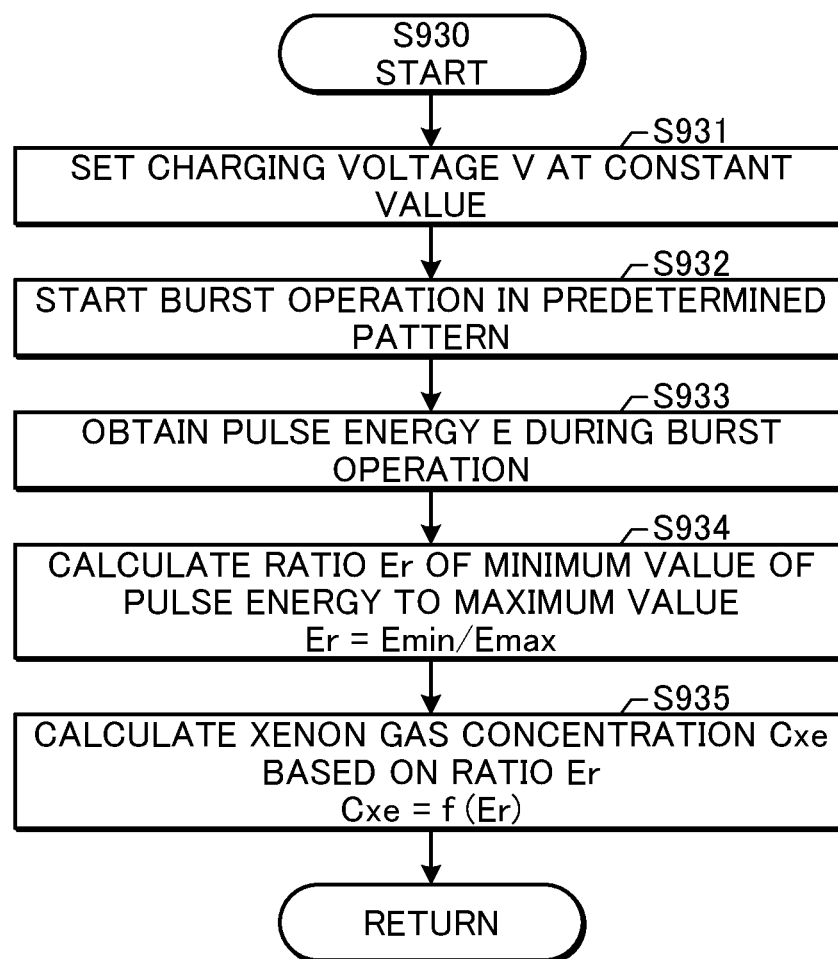 S930
START
S931
SET CHARGING VOLTAGE V AT CONSTANT
VALUE
S932
START BURST OPERATION IN PREDETERMINED
PATTERN
S933
OBTAIN PULSE ENERGY E DURING BURST
OPERATION
S934
CALCULATE RATIO Er OF MINIMUM VALUE OF
PULSE ENERGY TO MAXIMUM VALUE
Er = Emin/Emax
S935
CALCULATE XENON GAS CONCENTRATION Cxe
BASED ON RATIO Er
Cxe = f (Er)
RETURN